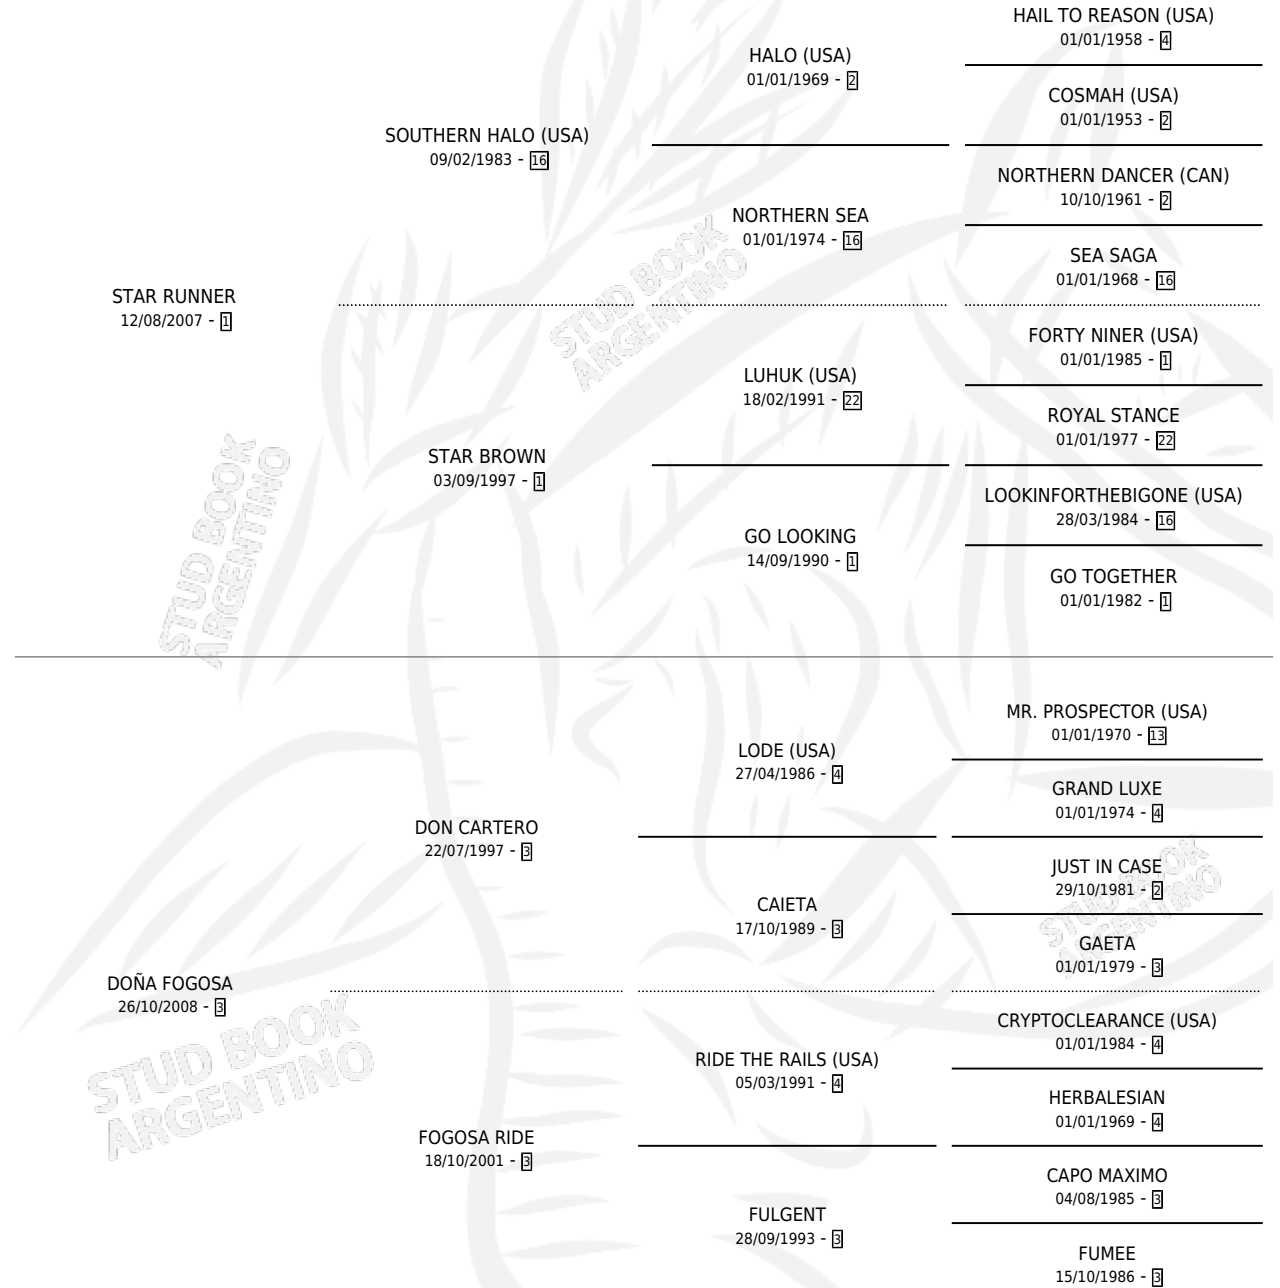 HAIL TO REASON (USA)
01/01/1958 - 4
HALO (USA)
01/01/1969 - 2
COSMAH (USA)
01/01/1953 - 2
SOUTHERN HALO (USA)
09/02/1983 - 16
NORTHERN DANCER (CAN)
10/10/1961 - 2
NORTHERN SEA
01/01/1974 - 16
SEA SAGA
01/01/1968 - 16
STAR RUNNER
12/08/2007 - 1
FORTY NINER (USA)
01/01/1985 - 1
LUHUK (USA)
18/02/1991 - 22
ROYAL STANCE
01/01/1977 - 22
STAR BROWN
03/09/1997 - 1
LOOKINFORTHEBIGONE (USA)
28/03/1984 - 16
GO LOOKING
14/09/1990 - 1
GO TOGETHER
01/01/1982 - 1
STUD BOOK
ARGENTINO
STUD BOOK
ARGENTINO
MR. PROSPECTOR (USA)
01/01/1970 - 13
LODE (USA)
27/04/1986 - 4
GRAND LUXE
01/01/1974 - 4
DON CARTERO
22/07/1997 - 3
JUST IN CASE
29/10/1981 - 2
CAIETA
17/10/1989 - 3
GAETA
01/01/1979 - 3
DOÑA FOGOSA
26/10/2008 - 3
CRYPTOCLEARANCE (USA)
01/01/1984 - 4
RIDE THE RAILS (USA)
05/03/1991 - 4
HERBALESIAN
01/01/1969 - 4
FOGOSA RIDE
18/10/2001 - 3
CAPO MAXIMO
04/08/1985 - 3
FULGENT
28/09/1993 - 3
FUMEE
15/10/1986 - 3
STUD BOOK
ARGENTINO
STUD BOOK
ARGENTINO